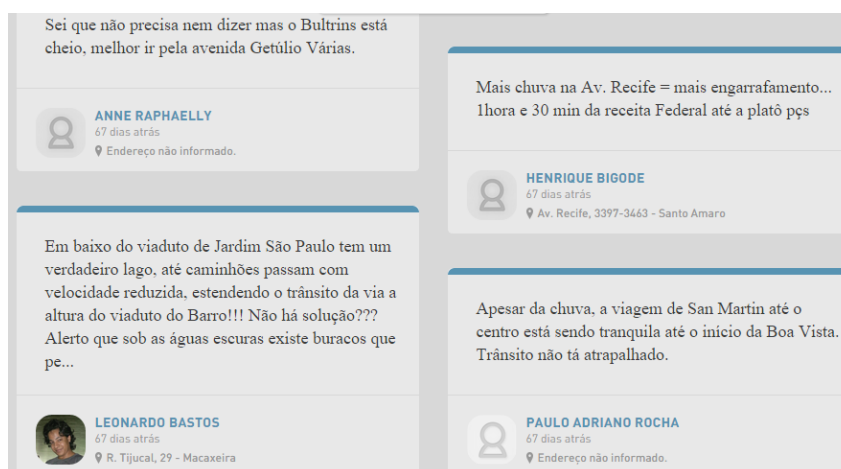 Sei que não precisa nem dizer mas o Bultrins está
cheio, melhor ir pela avenida Getúlio Várias.
ANNE RAPHAELLY
67 dias atrás
Endereço não informado.
Em baixo do viaduto de Jardim São Paulo tem um
verdadeiro lago, até caminhões passam com
velocidade reduzida, estendendo o trânsito da via a
altura do viaduto do Barro!!! Não há solução???
Alerto que sob as águas escuras existe buracos que
pe...
LEONARDO BASTOS
67 dias atrás
R. Tijucal, 29 - Macaxeira
Mais chuva na Av. Recife = mais engarrafamento...
1hora e 30 min da receita Federal até a platô pçs
HENRIQUE BIGODE
67 dias atrás
Av. Recife, 3397-3463 - Santo Amaro
Apesar da chuva, a viagem de San Martin até o
centro está sendo tranquila até o início da Boa Vista.
Trânsito não tá atrapalhado.
PAULO ADRIANO ROCHA
67 dias atrás
Endereço não informado.